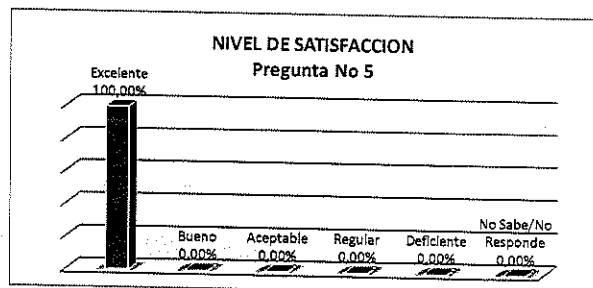 NIVEL DE SATISFACCION
Pregunta No 5
Excelente
100,00%
Bueno
0,00%
Aceptable
0,00%
Regular
0,00%
Deficiente
0,00%
No Sabe/No
Responde
0,00%